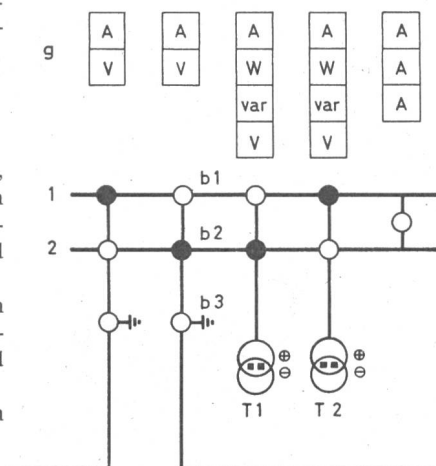 A A A A A
g
V V W W A
var var A
V V
1 b1
2 b2
b3
⊕ ⊕
⊖ ⊖
T1 T2